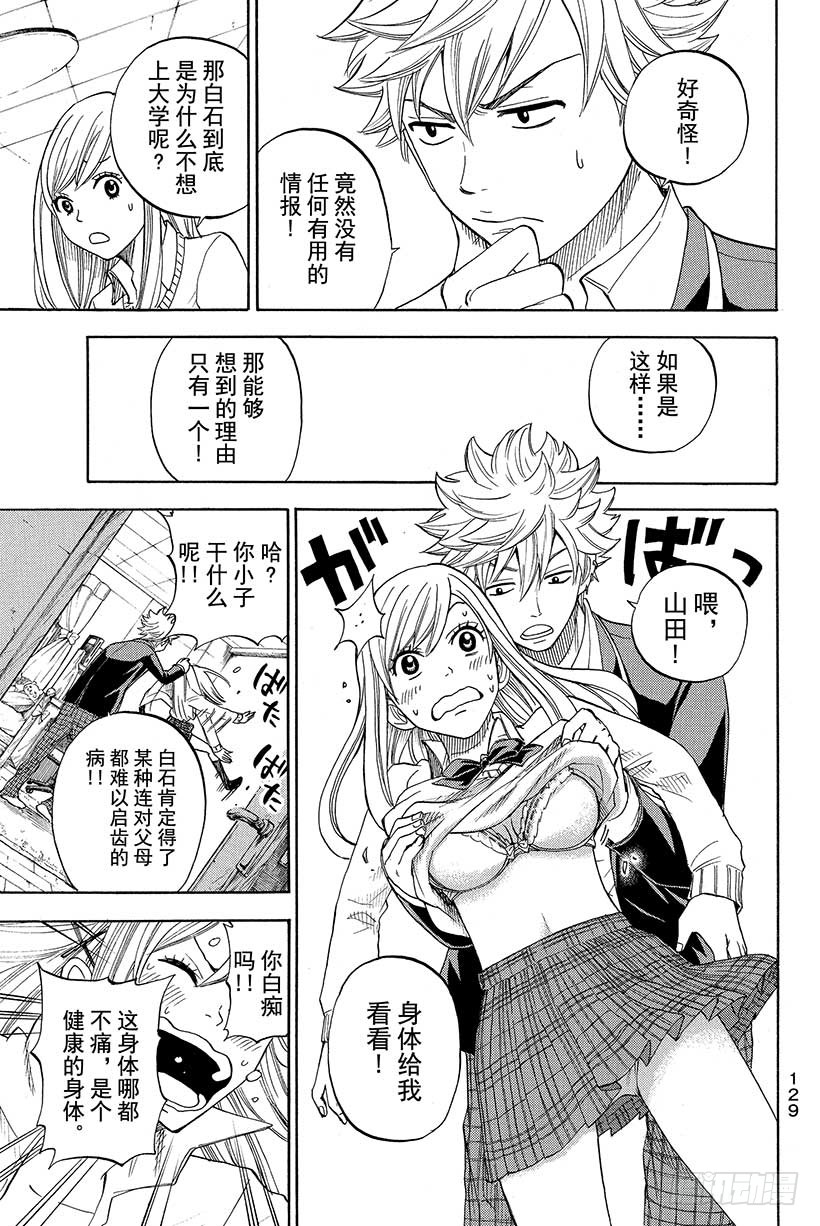 好奇怪！
竟然没有
任何有用的
情报！
那白石到底
是为什么不想
上大学呢？
如果是
这样……
那能够
想到的理由
只有一个！
喂，
山田！
がばっ
身体给我
看看！
哈？
你小子
干什么
呢!!
ばた
ばた
白石肯定得了
某种连对父母
都难以启齿的
病!!
你白痴
吗!!
这身体哪都
不痛，是个
健康的身体。
129